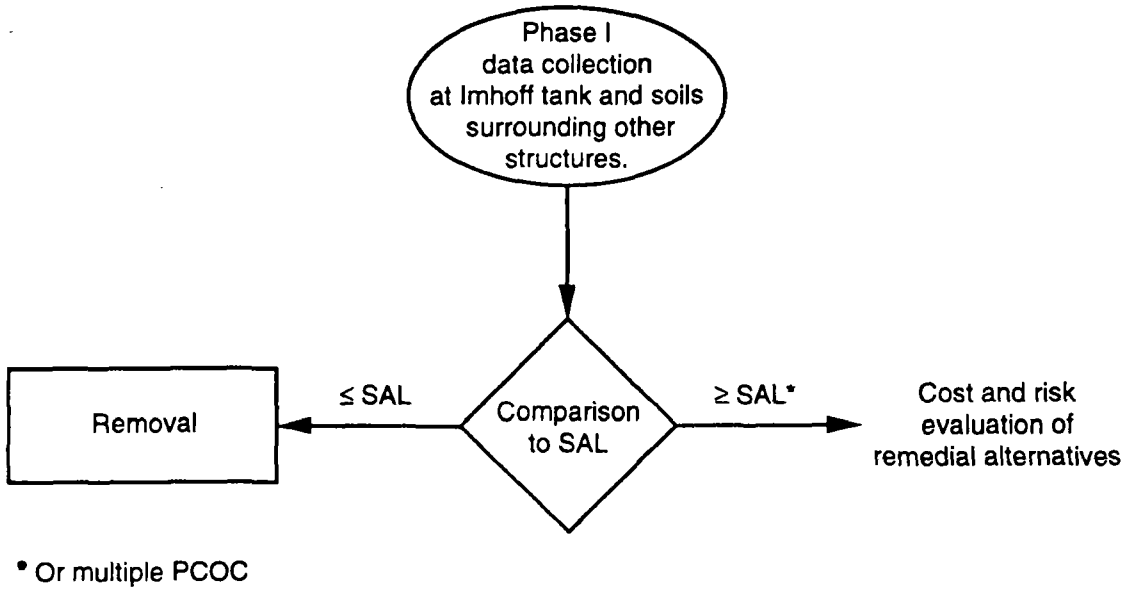 Phase I
data collection
at Imhoff tank and soils
surrounding other
structures.
Comparison
to SAL
≤ SAL
Removal
≥ SAL*
Cost and risk
evaluation of
remedial alternatives
* Or multiple PCOC